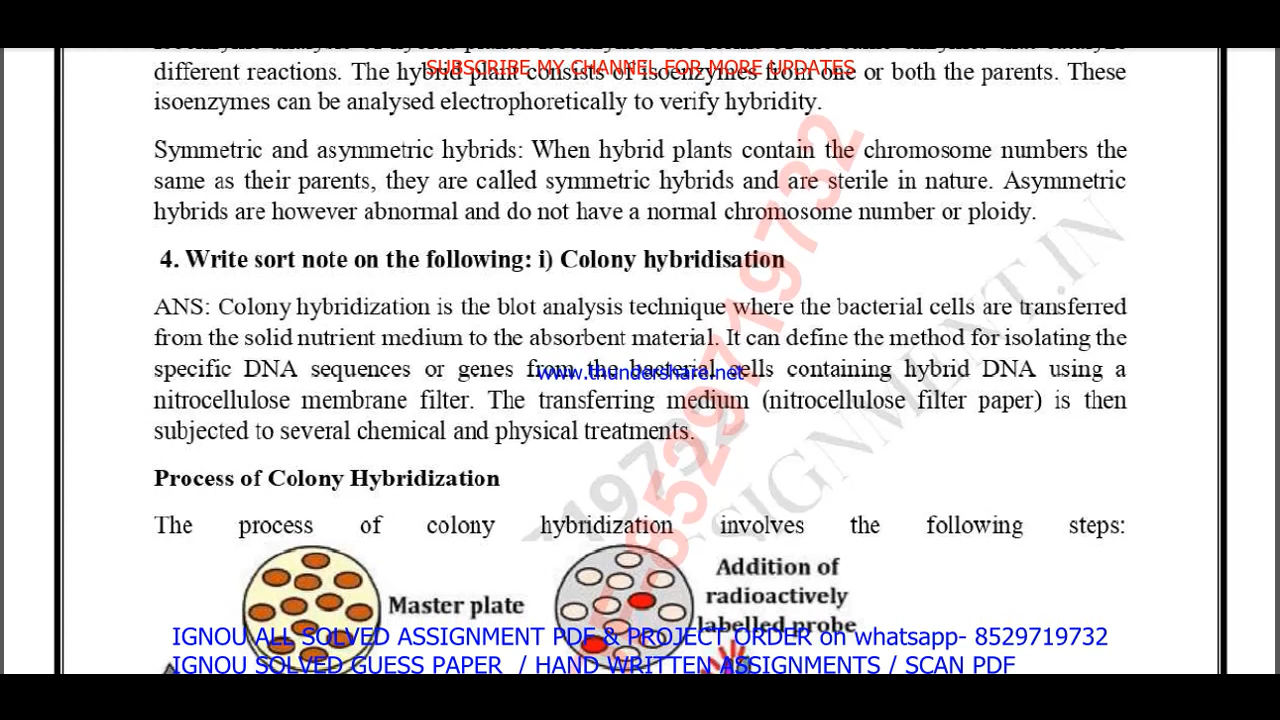 different reactions. The hybrid plant consists of isoenzymes from one or both the parents. These
SUBSCRIBE MY CHANNEL FOR MORE UPDATES
isoenzymes can be analysed electrophoretically to verify hybridity.
Symmetric and asymmetric hybrids: When hybrid plants contain the chromosome numbers the
same as their parents, they are called symmetric hybrids and are sterile in nature. Asymmetric
hybrids are however abnormal and do not have a normal chromosome number or ploidy.
4. Write sort note on the following: i) Colony hybridisation
ANS: Colony hybridization is the blot analysis technique where the bacterial cells are transferred
from the solid nutrient medium to the absorbent material. It can define the method for isolating the
specific DNA sequences or genes from the bacterial cells containing hybrid DNA using a
www.thundershare.net
nitrocellulose membrane filter. The transferring medium (nitrocellulose filter paper) is then
subjected to several chemical and physical treatments.
Process of Colony Hybridization
The process of colony hybridization involves the following steps:
Master plate
Addition of
radioactively
labelled probe
IGNOU ALL SOLVED ASSIGNMENT PDF & PROJECT ORDER on whatsapp- 8529719732
IGNOU SOLVED GUESS PAPER / HAND WRITTEN ASSIGNMENTS / SCAN PDF
8529719732
19732
SIGNMENT.IN